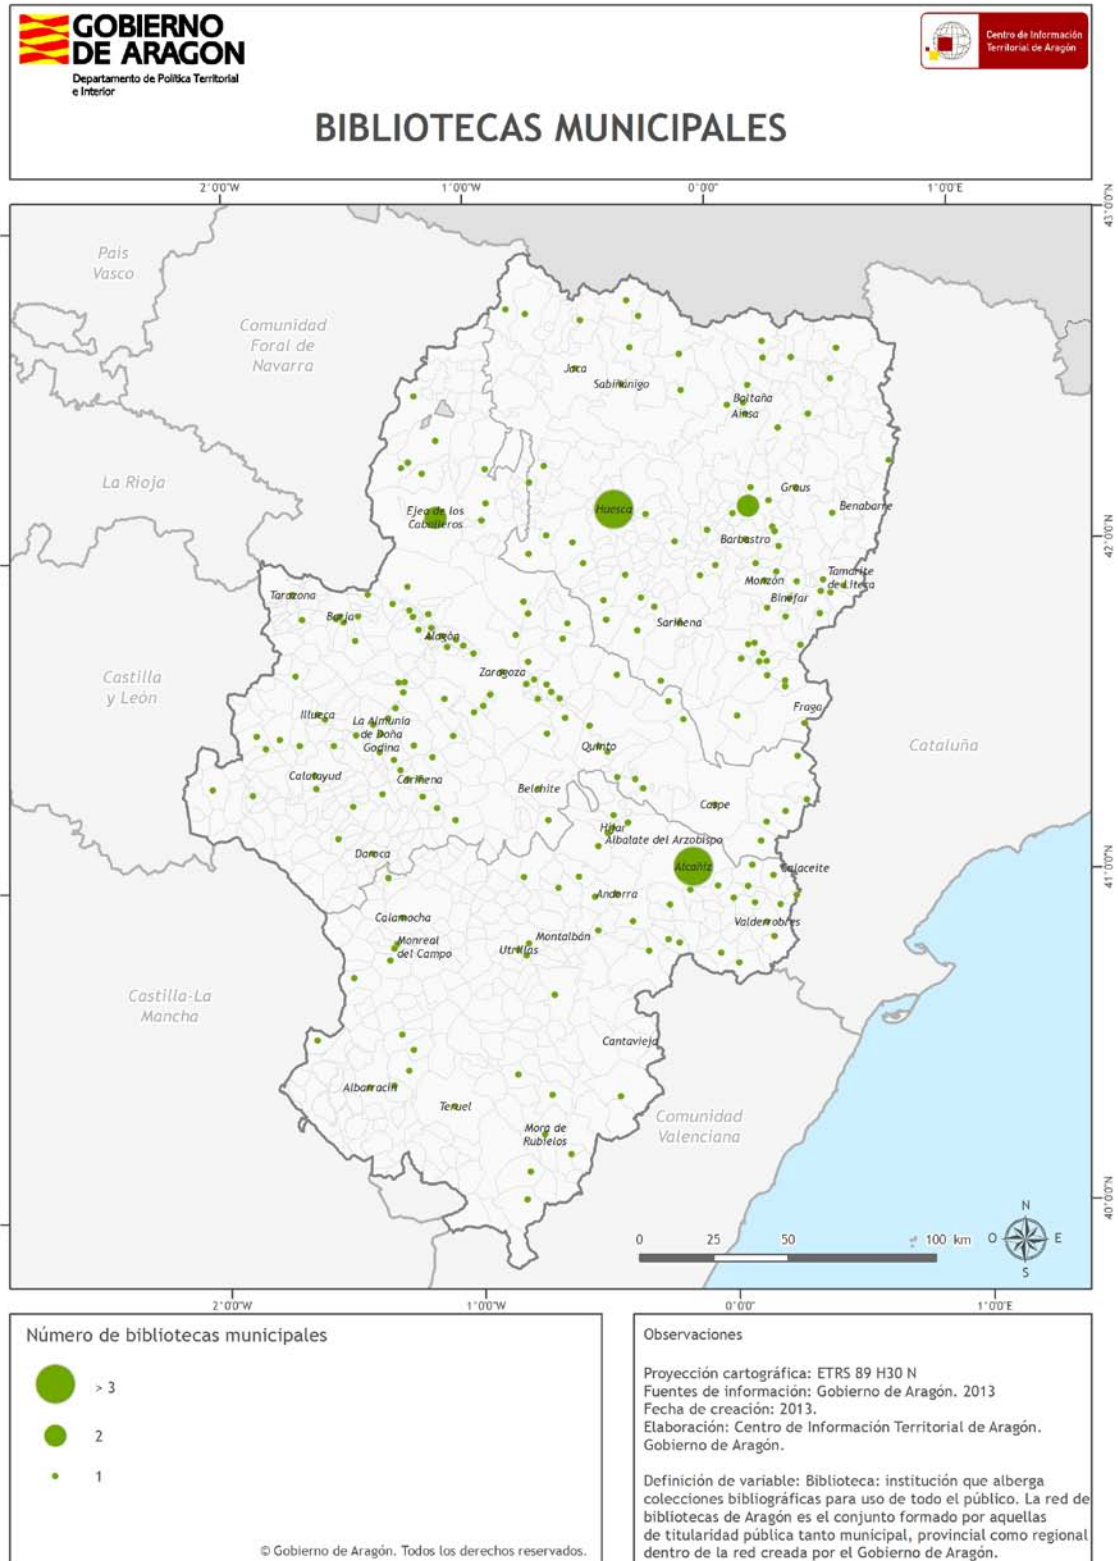 GOBIERNO
DE ARAGON
Departamento de Política Territorial
e Interior
Centro de Información
Territorial de Aragón
BIBLIOTECAS MUNICIPALES
2°0'0"W
1°0'0"W
0°0'0"
1°0'0"E
43°0'0"N
País
Vasco
Comunidad
Foral de
Navarra
Jaca
Sabiñánigo
Boltaña
Aínsa
La Rioja
Graus
Benabarre
Ejea de los
Caballeros
Huesca
42°0'0"N
Barbastro
Tamarite
de Litera
Monzón
Binéfar
Tarazona
Borja
Alagón
Sariñena
Castilla
y León
Zaragoza
Illueca
La Almunia
de Doña
Godina
Fraga
Cataluña
Quinto
Calatayud
Cariñena
Belchite
Caspe
Híjar
Albalate del Arzobispo
Daroca
Alcañiz
Calaceite
41°0'0"N
Andorra
Calamocha
Valderrobres
Monreal
del Campo
Montalbán
Utrillas
Castilla-La
Mancha
Cantavieja
Albarracín
Teruel
Comunidad
Valenciana
Mora de
Rubielos
40°0'0"N
N
O
E
S
0
25
50
100 km
2°0'0"W
1°0'0"W
0°0'0"
1°0'0"E
Número de bibliotecas municipales
> 3
2
1
© Gobierno de Aragón. Todos los derechos reservados.
Observaciones
Proyección cartográfica: ETRS 89 H30 N
Fuentes de información: Gobierno de Aragón. 2013
Fecha de creación: 2013.
Elaboración: Centro de Información Territorial de Aragón.
Gobierno de Aragón.
Definición de variable: Biblioteca: institución que alberga
colecciones bibliográficas para uso de todo el público. La red de
bibliotecas de Aragón es el conjunto formado por aquellas
de titularidad pública tanto municipal, provincial como regional
dentro de la red creada por el Gobierno de Aragón.